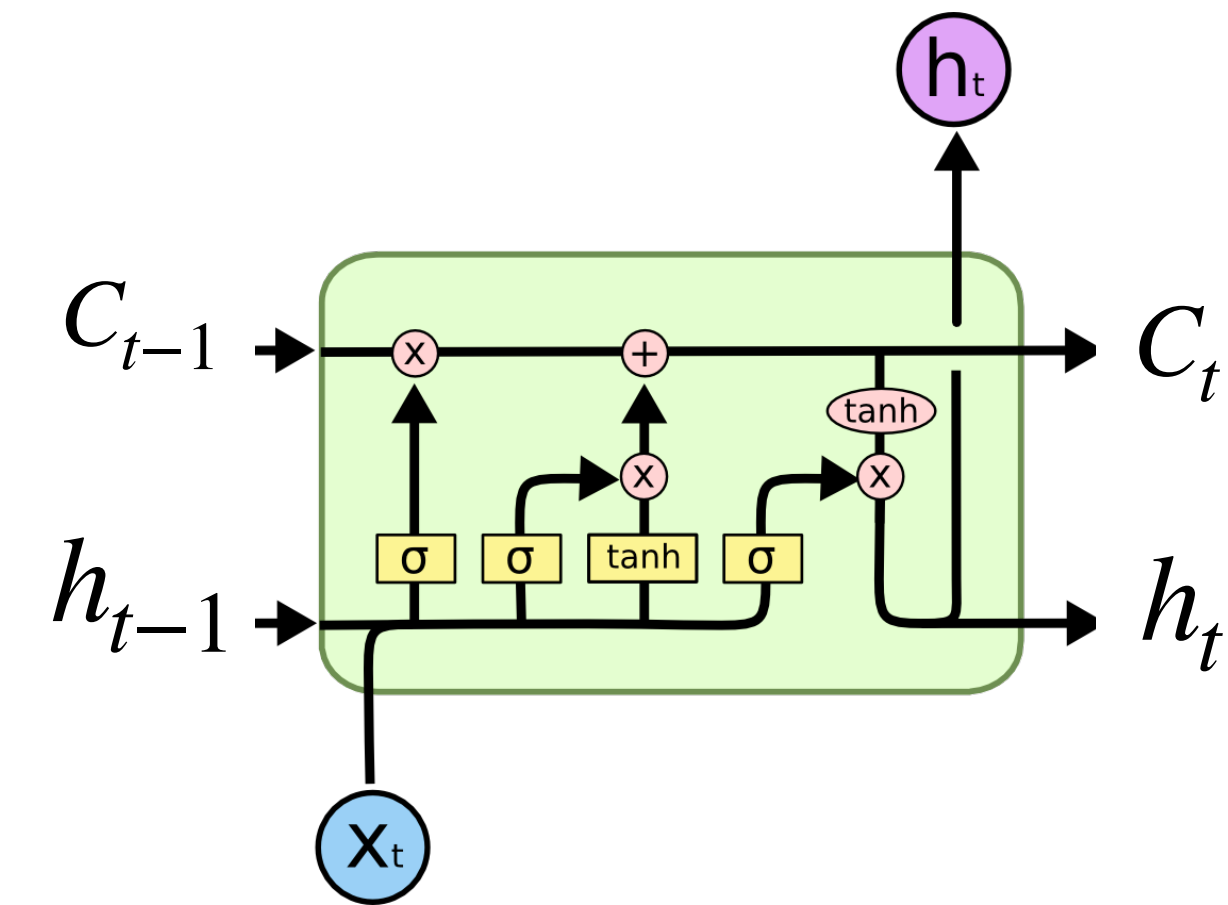 hₜ
Cₜ₋₁
x
+
Cₜ
tanh
x
x
σ
σ
tanh
σ
hₜ₋₁
hₜ
xₜ